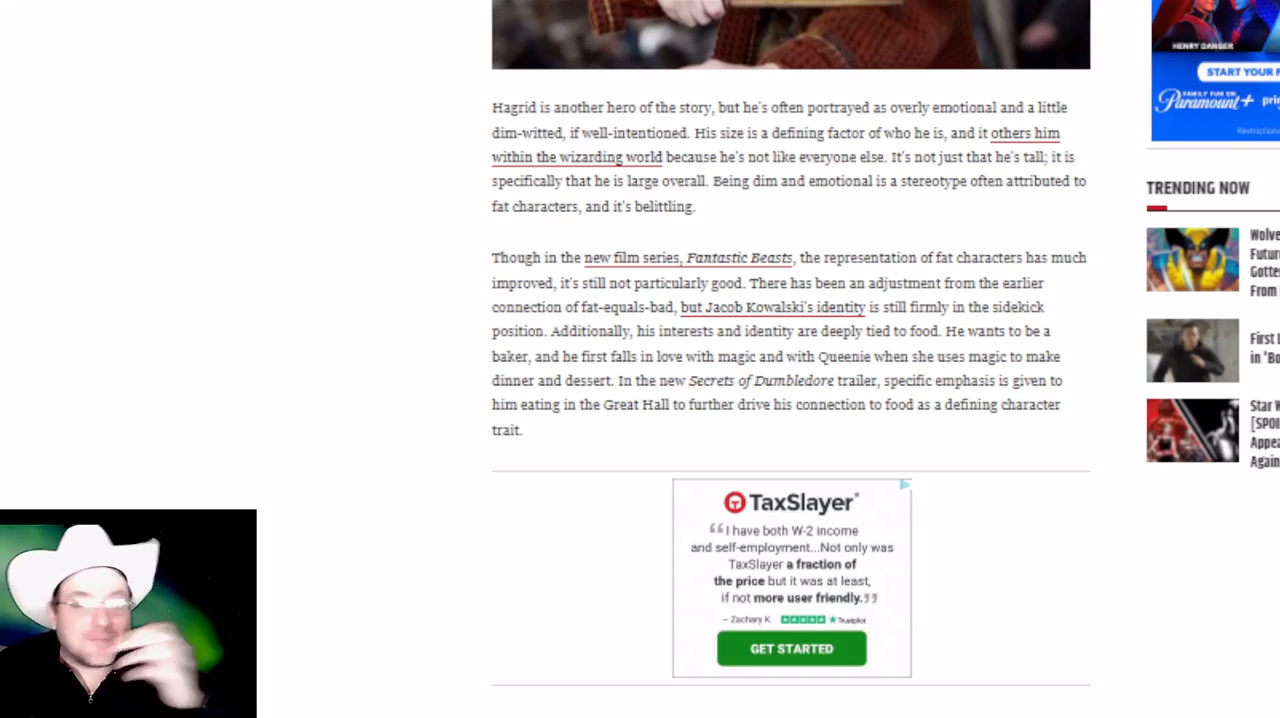 Hagrid is another hero of the story, but he's often portrayed as overly emotional and a little
dim-witted, if well-intentioned. His size is a defining factor of who he is, and it others him
within the wizarding world because he's not like everyone else. It's not just that he's tall; it is
specifically that he is large overall. Being dim and emotional is a stereotype often attributed to
fat characters, and it's belittling.
Though in the new film series, Fantastic Beasts, the representation of fat characters has much
improved, it's still not particularly good. There has been an adjustment from the earlier
connection of fat-equals-bad, but Jacob Kowalski's identity is still firmly in the sidekick
position. Additionally, his interests and identity are deeply tied to food. He wants to be a
baker, and he first falls in love with magic and with Queenie when she uses magic to make
dinner and dessert. In the new Secrets of Dumbledore trailer, specific emphasis is given to
him eating in the Great Hall to further drive his connection to food as a defining character
trait.
TaxSlayer
“I have both W-2 income
and self-employment...Not only was
TaxSlayer a fraction of
the price but it was at least,
if not more user friendly.”
– Zachary K. Trustpilot
GET STARTED
HENRY DANGER
START YOUR F
FAMILY FUN ON
Paramount+ pri
Restriction
TRENDING NOW
Wolve
Futur
Gotte
From
First L
in 'Bo
Star W
[SPOI
Appea
Again